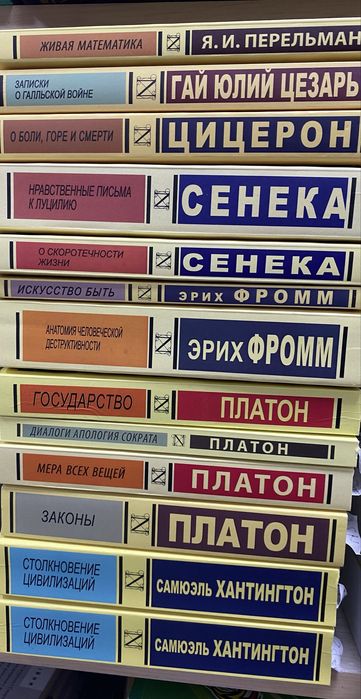 ЖИВАЯ МАТЕМАТИКА
Я. И. ПЕРЕЛЬМАН
ЗАПИСКИ
О ГАЛЛЬСКОЙ ВОЙНЕ
ГАЙ ЮЛИЙ ЦЕЗАРЬ
О БОЛИ, ГОРЕ И СМЕРТИ
ЦИЦЕРОН
НРАВСТВЕННЫЕ ПИСЬМА
К ЛУЦИЛИЮ
СЕНЕКА
О СКОРОТЕЧНОСТИ
ЖИЗНИ
СЕНЕКА
ИСКУССТВО БЫТЬ
ЭРИХ ФРОММ
АНАТОМИЯ ЧЕЛОВЕЧЕСКОЙ
ДЕСТРУКТИВНОСТИ
ЭРИХ ФРОММ
ГОСУДАРСТВО
ПЛАТОН
ДИАЛОГИ АПОЛОГИЯ СОКРАТА
ПЛАТОН
МЕРА ВСЕХ ВЕЩЕЙ
ПЛАТОН
ЗАКОНЫ
ПЛАТОН
СТОЛКНОВЕНИЕ
ЦИВИЛИЗАЦИЙ
САМЮЭЛЬ ХАНТИНГТОН
СТОЛКНОВЕНИЕ
ЦИВИЛИЗАЦИЙ
САМЮЭЛЬ ХАНТИНГТОН